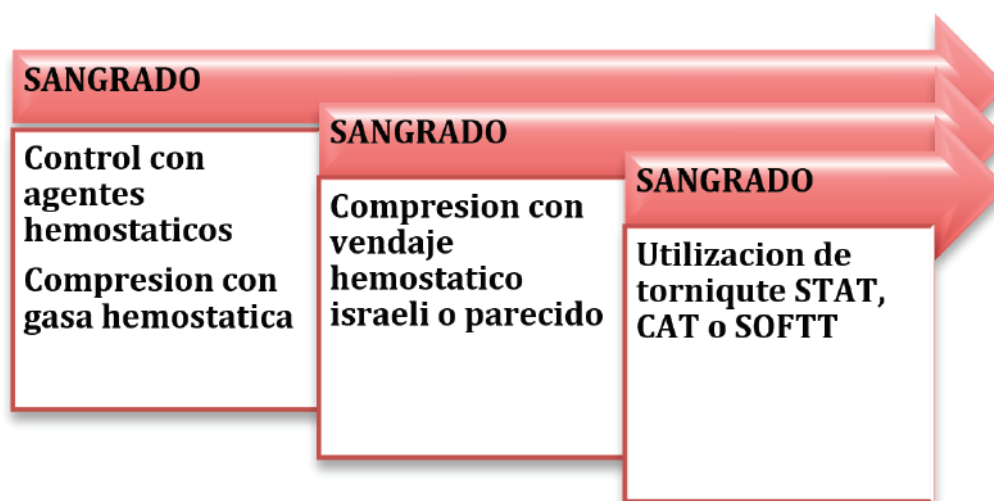 SANGRADO
Control con
agentes
hemostaticos
Compresion con
gasa hemostatica
SANGRADO
Compresion con
vendaje
hemostatico
israeli o parecido
SANGRADO
Utilizacion de
torniqute STAT,
CAT o SOFTT